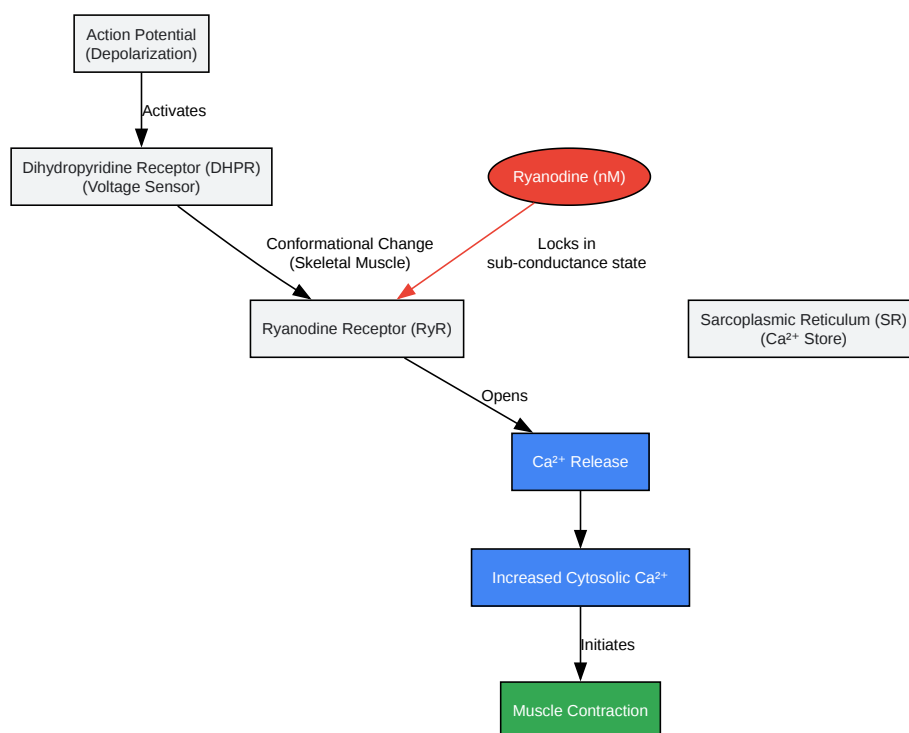 Action Potential
(Depolarization)
Activates
Dihydropyridine Receptor (DHPR)
(Voltage Sensor)
Ryanodine (nM)
Conformational Change
(Skeletal Muscle)
Locks in
sub-conductance state
Ryanodine Receptor (RyR)
Sarcoplasmic Reticulum (SR)
(Ca²⁺ Store)
Opens
Ca²⁺ Release
Increased Cytosolic Ca²⁺
Initiates
Muscle Contraction